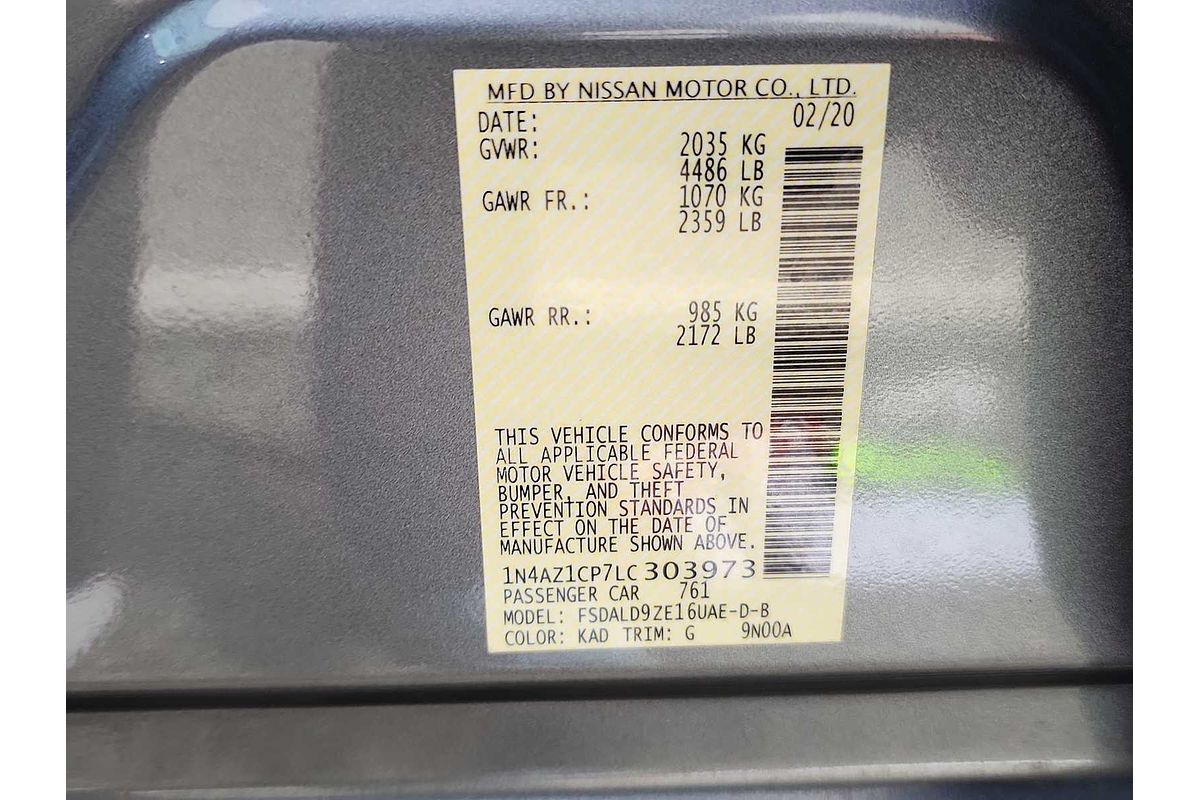 MFD BY NISSAN MOTOR CO., LTD.
DATE: 02/20
GVWR: 2035 KG
4486 LB
GAWR FR.: 1070 KG
2359 LB
GAWR RR.: 985 KG
2172 LB
THIS VEHICLE CONFORMS TO
ALL APPLICABLE FEDERAL
MOTOR VEHICLE SAFETY,
BUMPER, AND THEFT
PREVENTION STANDARDS IN
EFFECT ON THE DATE OF
MANUFACTURE SHOWN ABOVE.
1N4AZ1CP7LC303973
PASSENGER CAR 761
MODEL: FSDALD9ZE16UAE-D-B
COLOR: KAD TRIM: G 9N00A